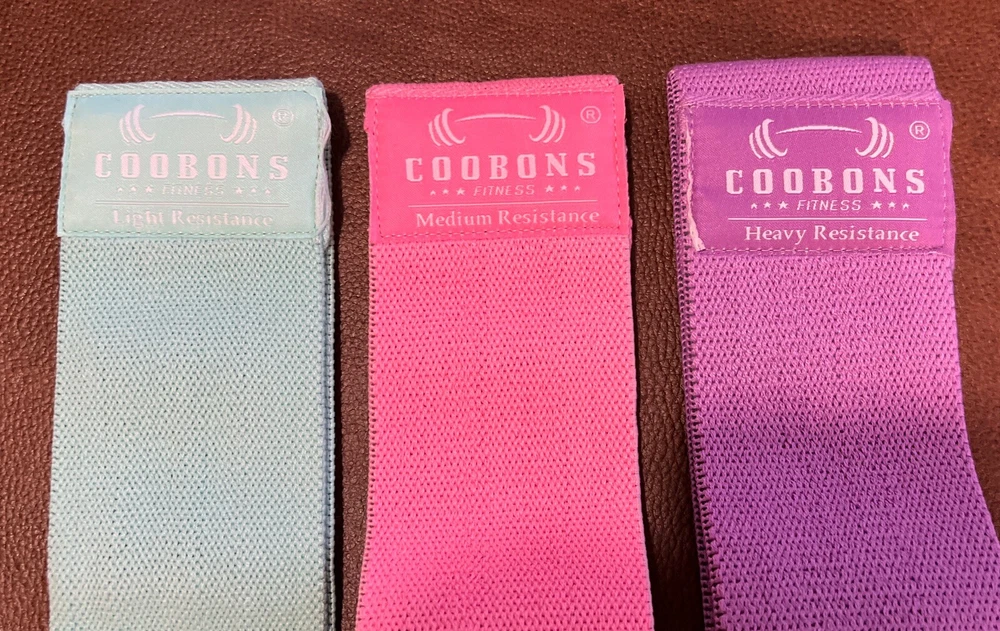 ®
COOBONS
★★★ FITNESS ★★★
Light Resistance
®
COOBONS
★★★ FITNESS ★★★
Medium Resistance
®
COOBONS
★★★ FITNESS ★★★
Heavy Resistance